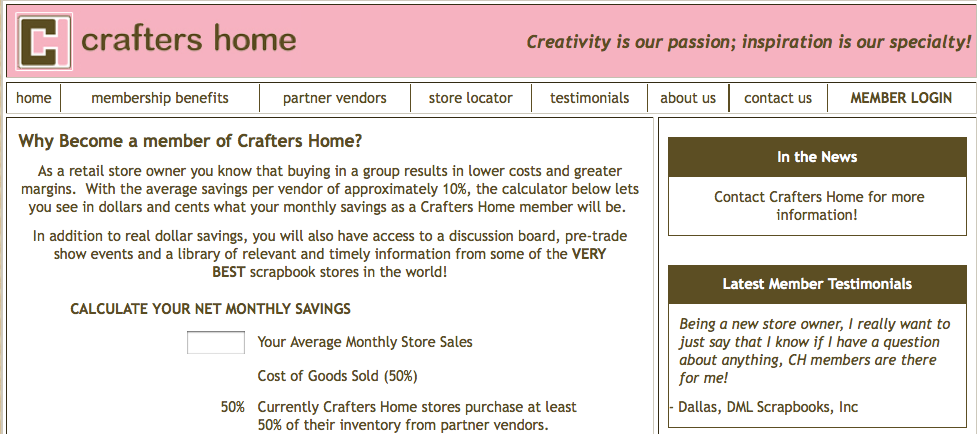 CH crafters home
Creativity is our passion; inspiration is our specialty!
home membership benefits partner vendors store locator testimonials about us contact us MEMBER LOGIN
Why Become a member of Crafters Home?
As a retail store owner you know that buying in a group results in lower costs and greater
margins. With the average savings per vendor of approximately 10%, the calculator below lets
you see in dollars and cents what your monthly savings as a Crafters Home member will be.
In addition to real dollar savings, you will also have access to a discussion board, pre-trade
show events and a library of relevant and timely information from some of the VERY
BEST scrapbook stores in the world!
CALCULATE YOUR NET MONTHLY SAVINGS
Your Average Monthly Store Sales
Cost of Goods Sold (50%)
50% Currently Crafters Home stores purchase at least
50% of their inventory from partner vendors.
In the News
Contact Crafters Home for more
information!
Latest Member Testimonials
Being a new store owner, I really want to
just say that I know if I have a question
about anything, CH members are there
for me!
- Dallas, DML Scrapbooks, Inc